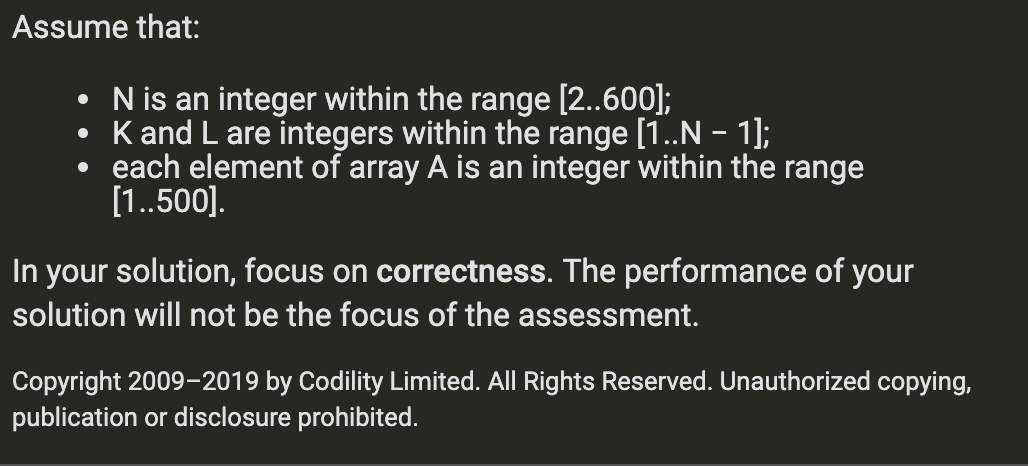 Assume that:
• N is an integer within the range [2..600];
• K and L are integers within the range [1..N − 1];
• each element of array A is an integer within the range
[1..500].
In your solution, focus on correctness. The performance of your
solution will not be the focus of the assessment.
Copyright 2009–2019 by Codility Limited. All Rights Reserved. Unauthorized copying,
publication or disclosure prohibited.